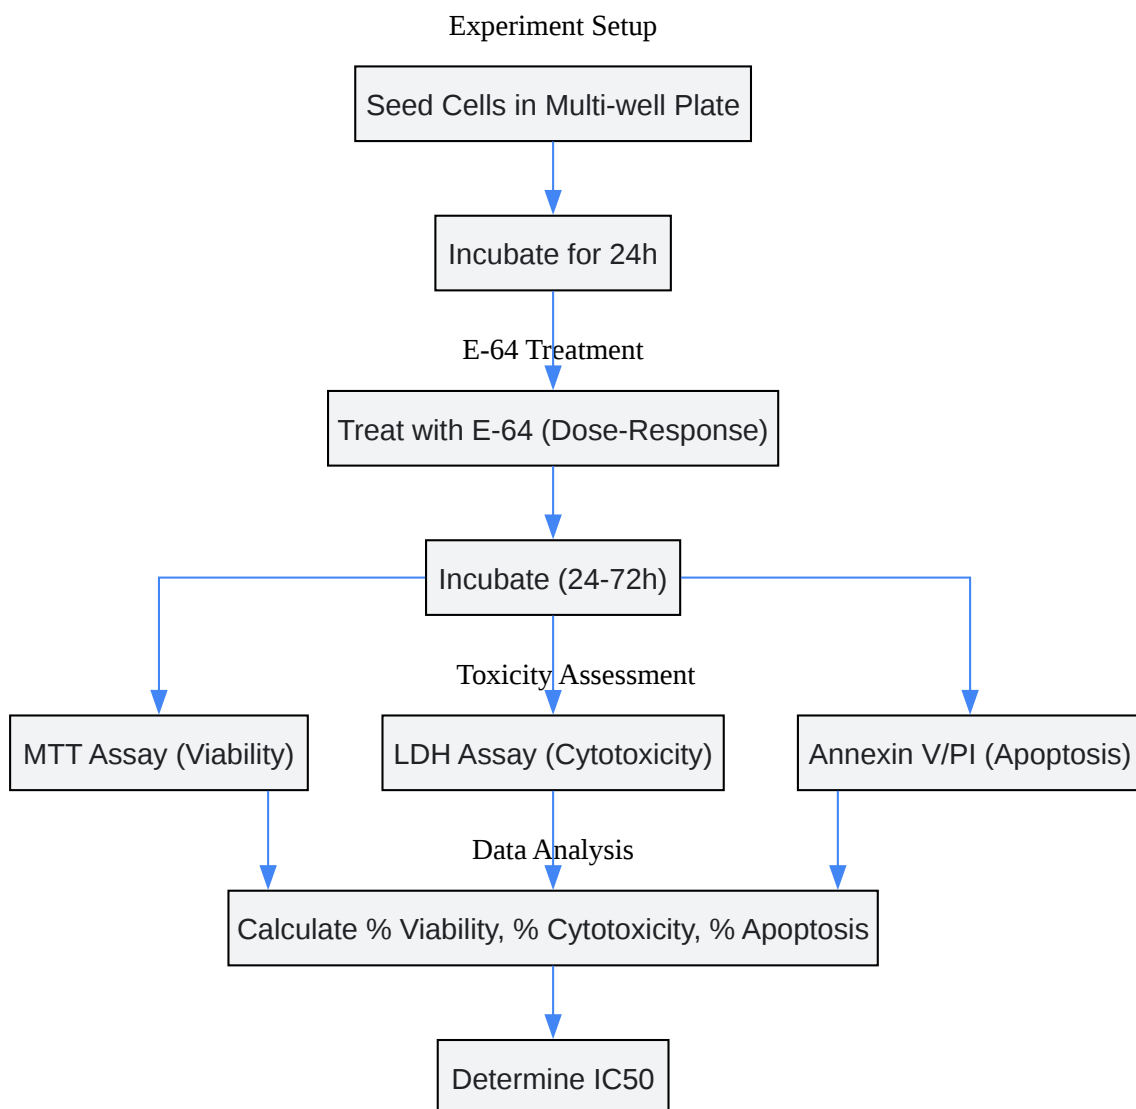 Experiment Setup
Seed Cells in Multi-well Plate
Incubate for 24h
E-64 Treatment
Treat with E-64 (Dose-Response)
Incubate (24-72h)
Toxicity Assessment
MTT Assay (Viability)
LDH Assay (Cytotoxicity)
Annexin V/PI (Apoptosis)
Data Analysis
Calculate % Viability, % Cytotoxicity, % Apoptosis
Determine IC50